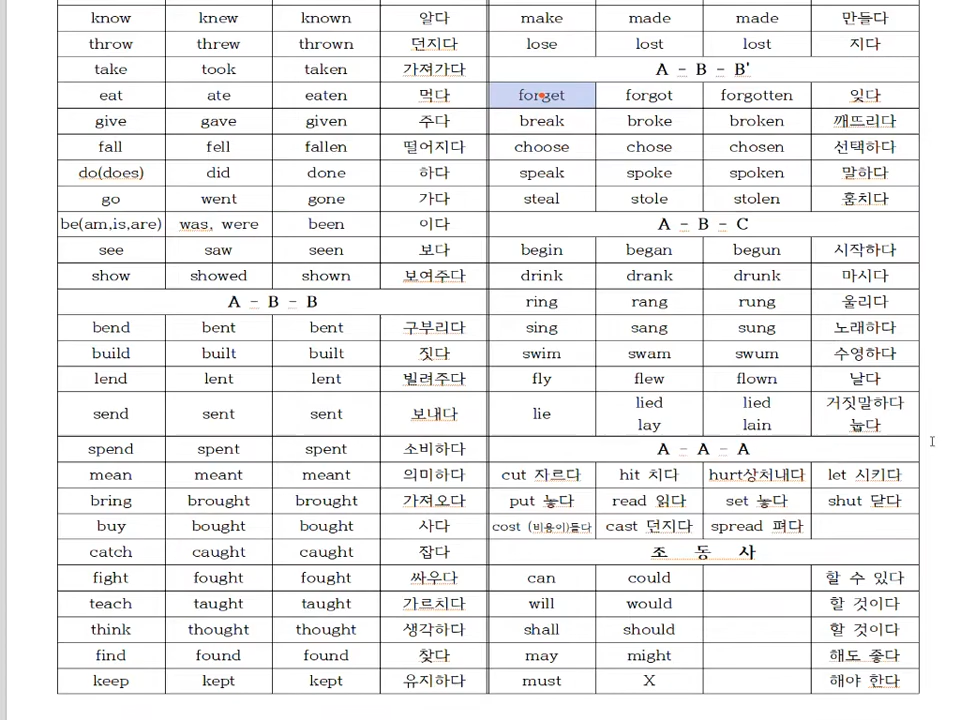 know knew known 알다 make made made 만들다
throw threw thrown 던지다 lose lost lost 지다
take took taken 가져가다 A - B - B'
eat ate eaten 먹다 forget forgot forgotten 잊다
give gave given 주다 break broke broken 깨뜨리다
fall fell fallen 떨어지다 choose chose chosen 선택하다
do(does) did done 하다 speak spoke spoken 말하다
go went gone 가다 steal stole stolen 훔치다
be(am,is,are) was, were been 이다 A - B - C
see saw seen 보다 begin began begun 시작하다
show showed shown 보여주다 drink drank drunk 마시다
A - B - B ring rang rung 울리다
bend bent bent 구부리다 sing sang sung 노래하다
build built built 짓다 swim swam swum 수영하다
lend lent lent 빌려주다 fly flew flown 날다
send sent sent 보내다 lie lied lied 거짓말하다
lay lain 눕다
spend spent spent 소비하다 A - A - A
mean meant meant 의미하다 cut 자르다 hit 치다 hurt상처내다 let 시키다
bring brought brought 가져오다 put 놓다 read 읽다 set 놓다 shut 닫다
buy bought bought 사다 cost (비용이)들다 cast 던지다 spread 펴다
catch caught caught 잡다 조 동 사
fight fought fought 싸우다 can could 할 수 있다
teach taught taught 가르치다 will would 할 것이다
think thought thought 생각하다 shall should 할 것이다
find found found 찾다 may might 해도 좋다
keep kept kept 유지하다 must X 해야 한다